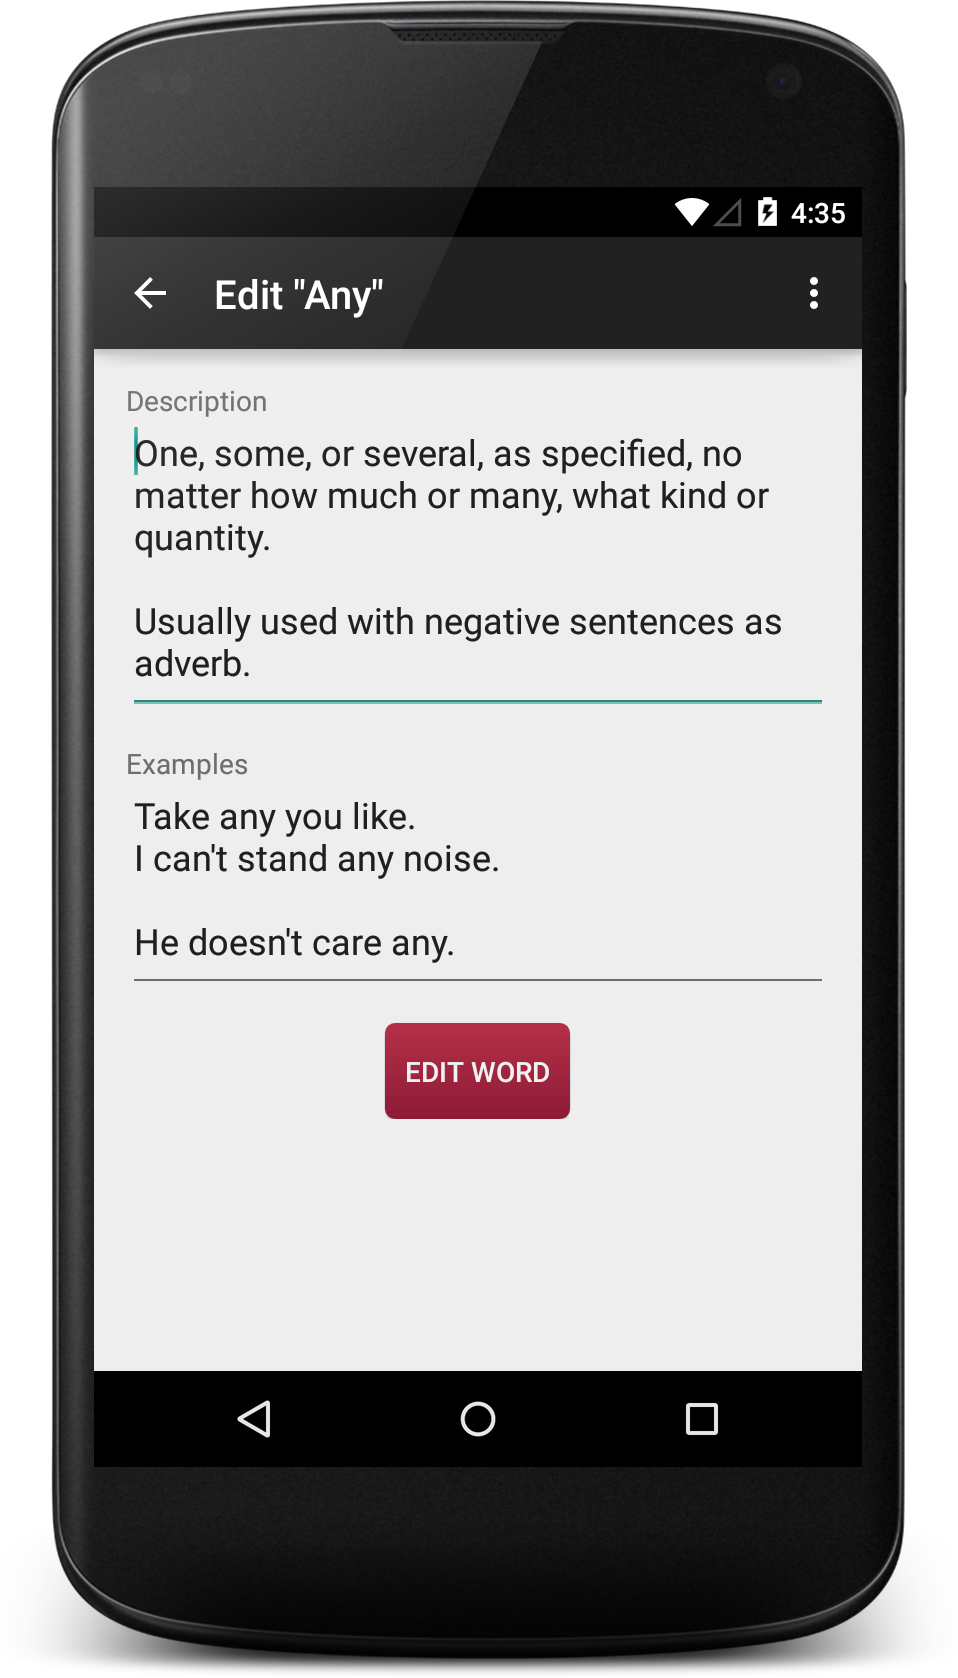 4:35
Edit "Any"
Description
One, some, or several, as specified, no
matter how much or many, what kind or
quantity.
Usually used with negative sentences as
adverb.
Examples
Take any you like.
I can't stand any noise.
He doesn't care any.
EDIT WORD